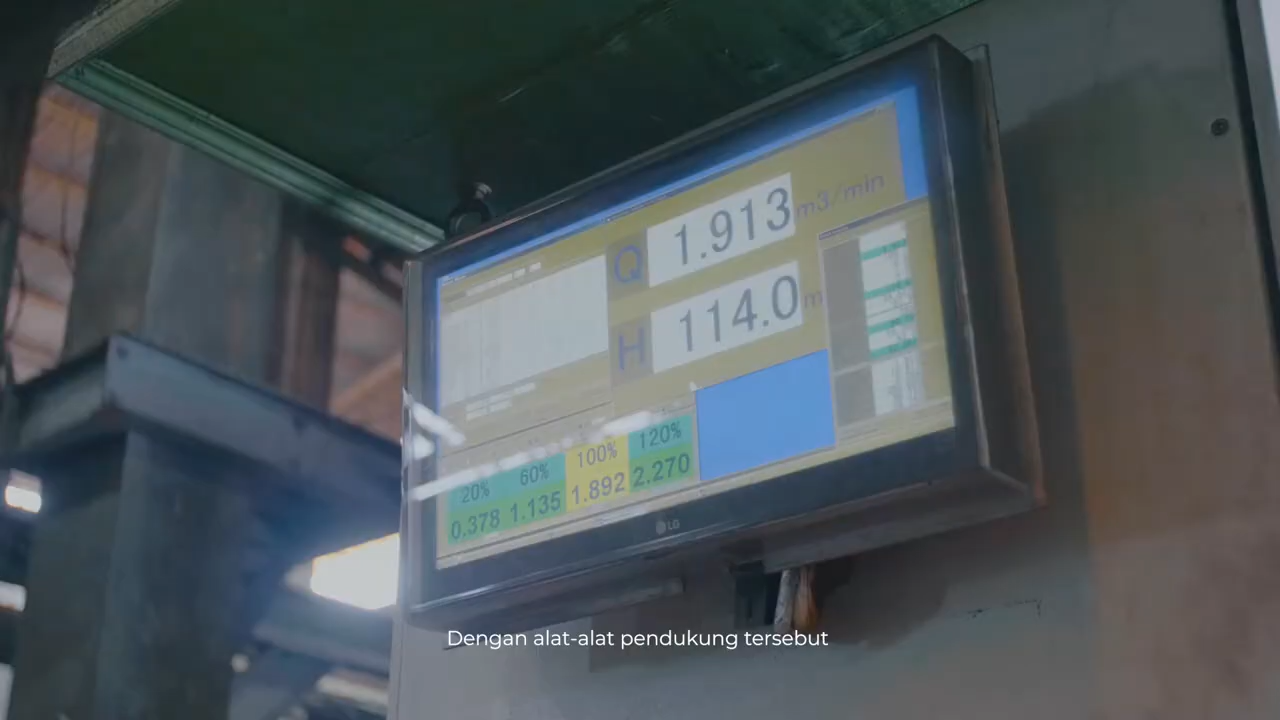 Q 1.913 m3/min
H 114.0 m
20% 60% 100% 120%
0.378 1.135 1.892 2.270
LG
Dengan alat-alat pendukung tersebut